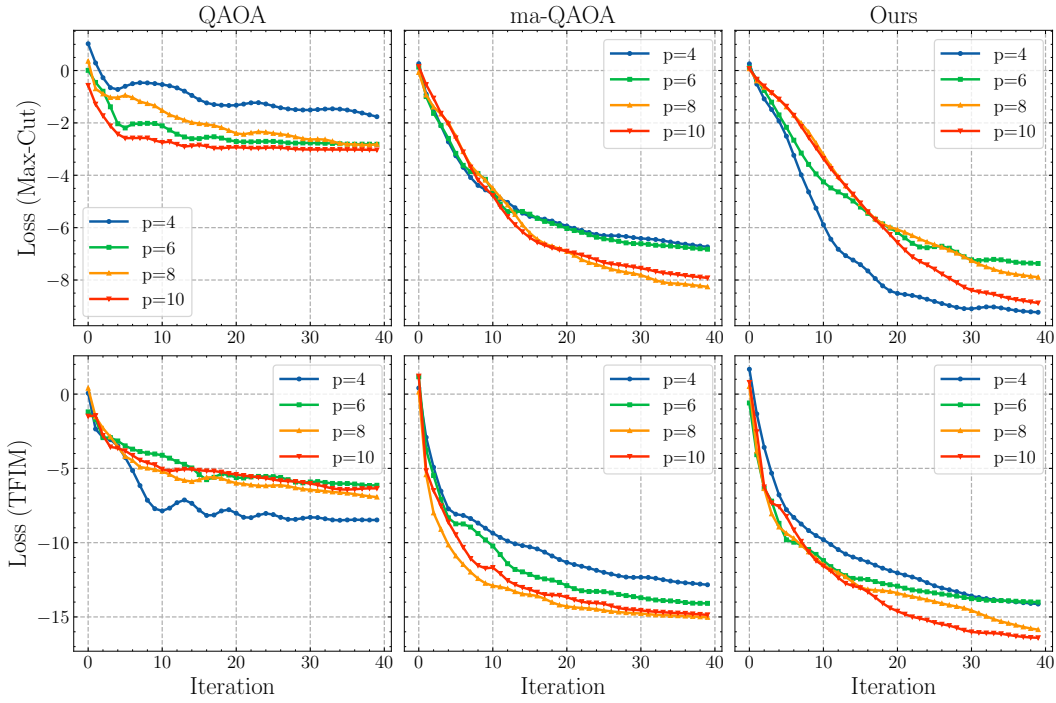 QAOA
ma-QAOA
Ours
Loss (Max-Cut)
0
−2
−4
−6
−8
p=4
p=6
p=8
p=10
0 10 20 30 40
p=4
p=6
p=8
p=10
0 10 20 30 40
p=4
p=6
p=8
p=10
0 10 20 30 40
Loss (TFIM)
0
−5
−10
−15
p=4
p=6
p=8
p=10
0 10 20 30 40
Iteration
p=4
p=6
p=8
p=10
0 10 20 30 40
Iteration
p=4
p=6
p=8
p=10
0 10 20 30 40
Iteration